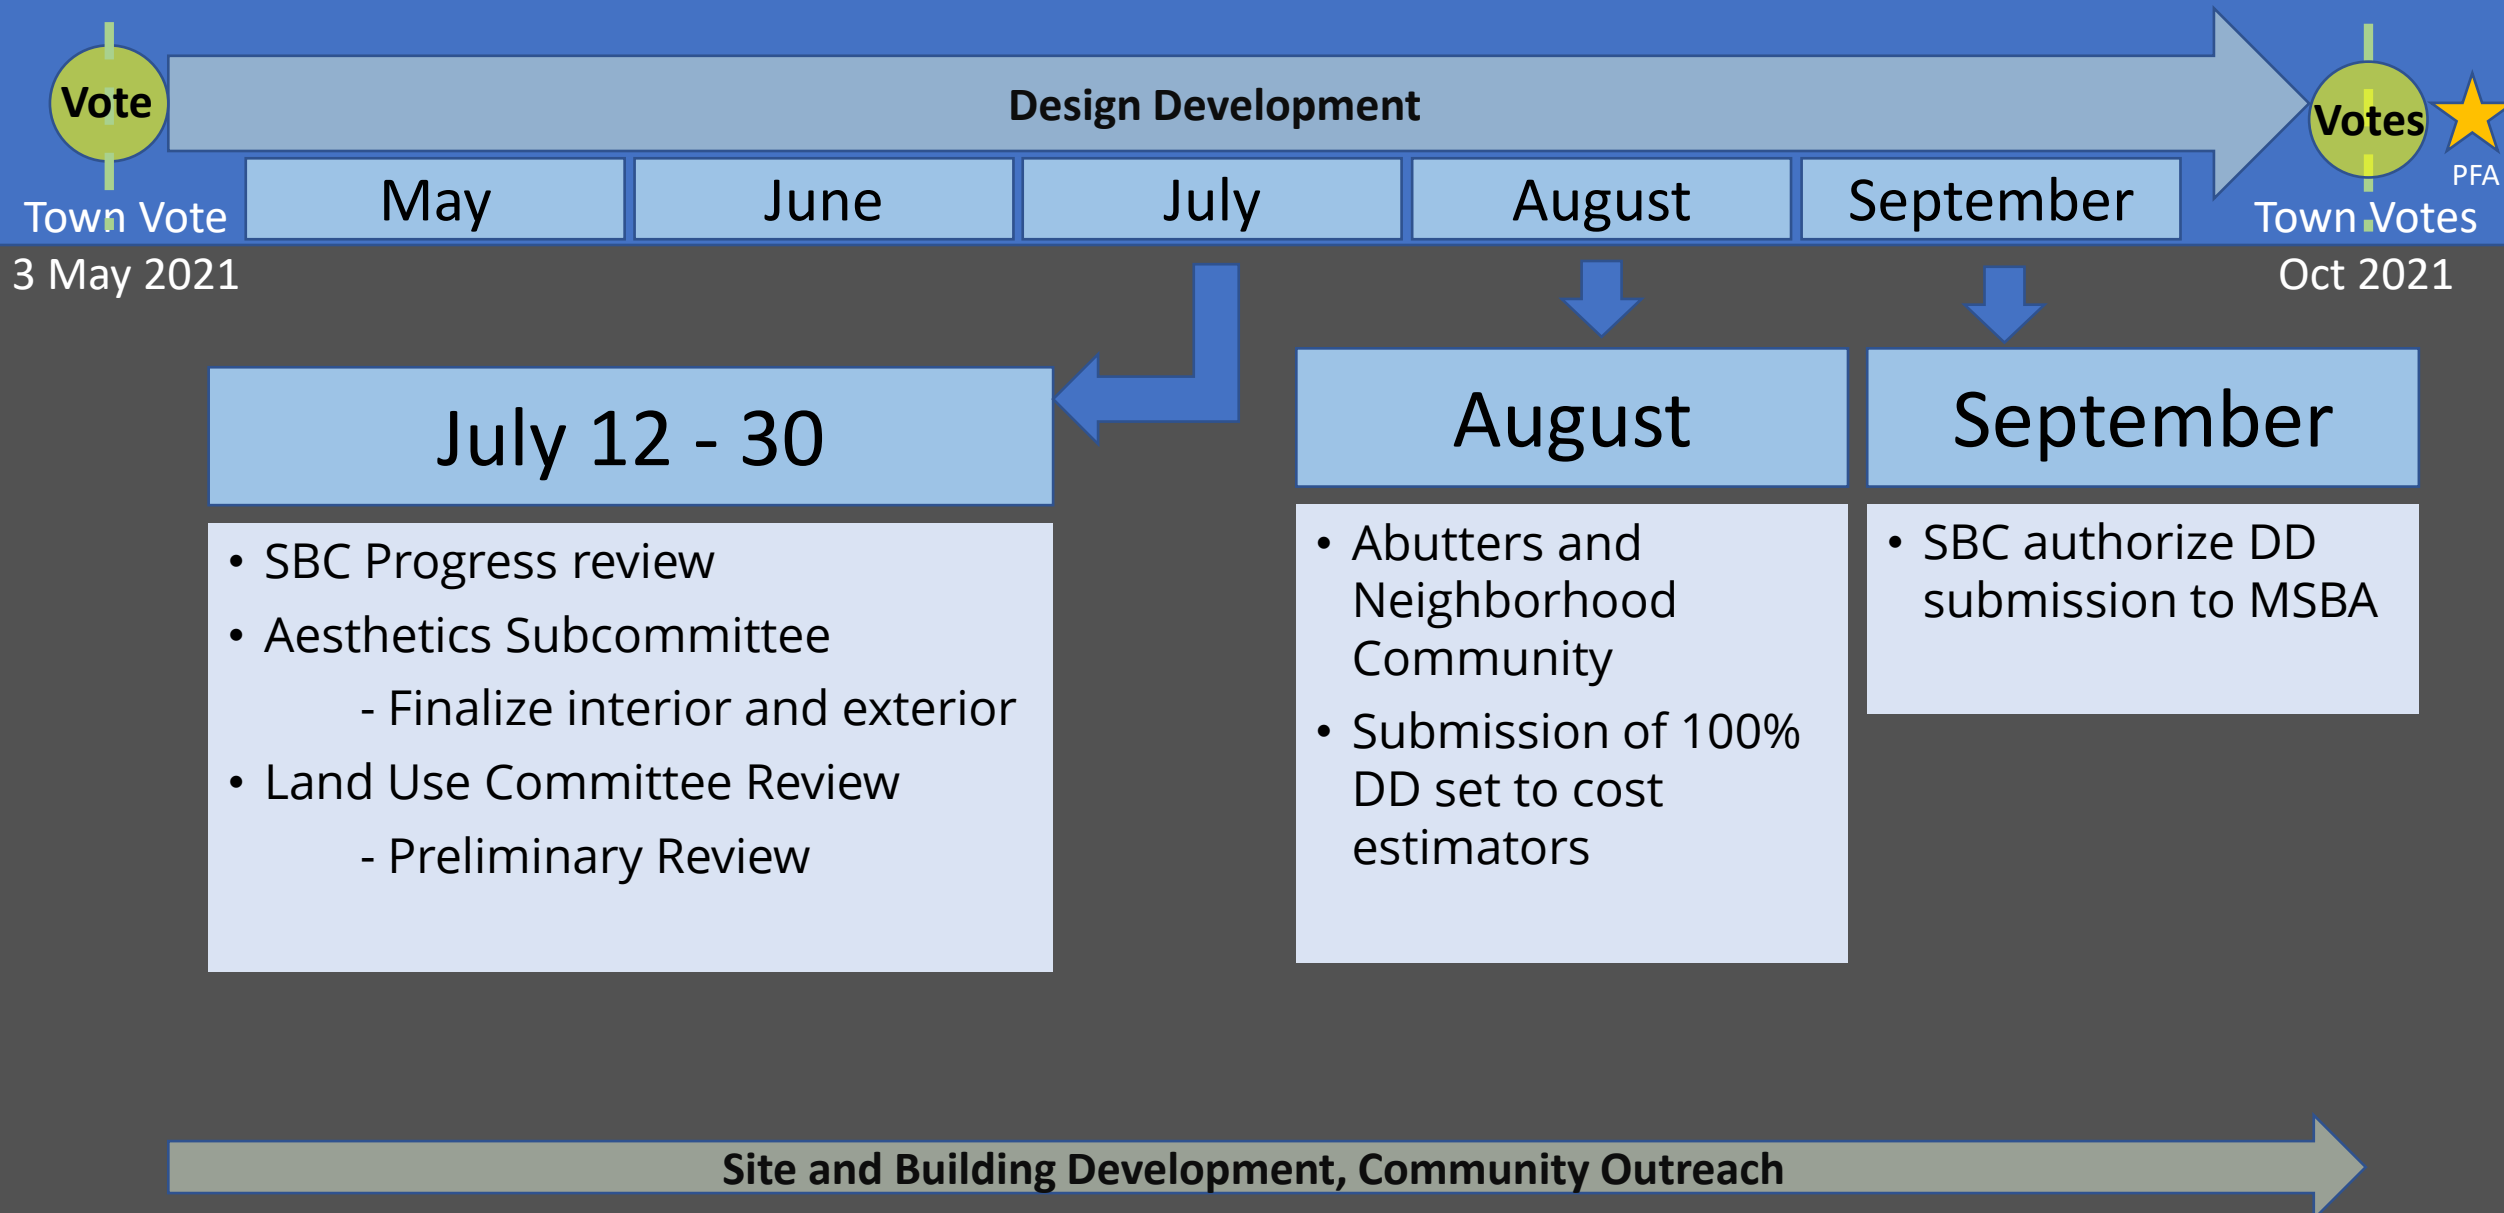 Vote
Design Development
Votes
PFA
May
June
July
August
September
Town Vote
Town Votes
3 May 2021
Oct 2021
July 12 - 30
• SBC Progress review
• Aesthetics Subcommittee
- Finalize interior and exterior
• Land Use Committee Review
- Preliminary Review
August
• Abutters and
Neighborhood
Community
• Submission of 100%
DD set to cost
estimators
September
• SBC authorize DD
submission to MSBA
Site and Building Development, Community Outreach